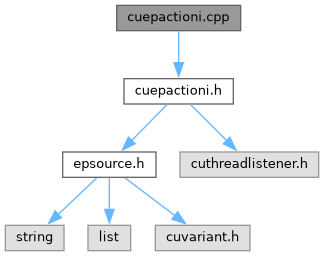 cuepactioni.cpp
cuepactioni.h
epsource.h
cuthreadlistener.h
string
list
cuvariant.h